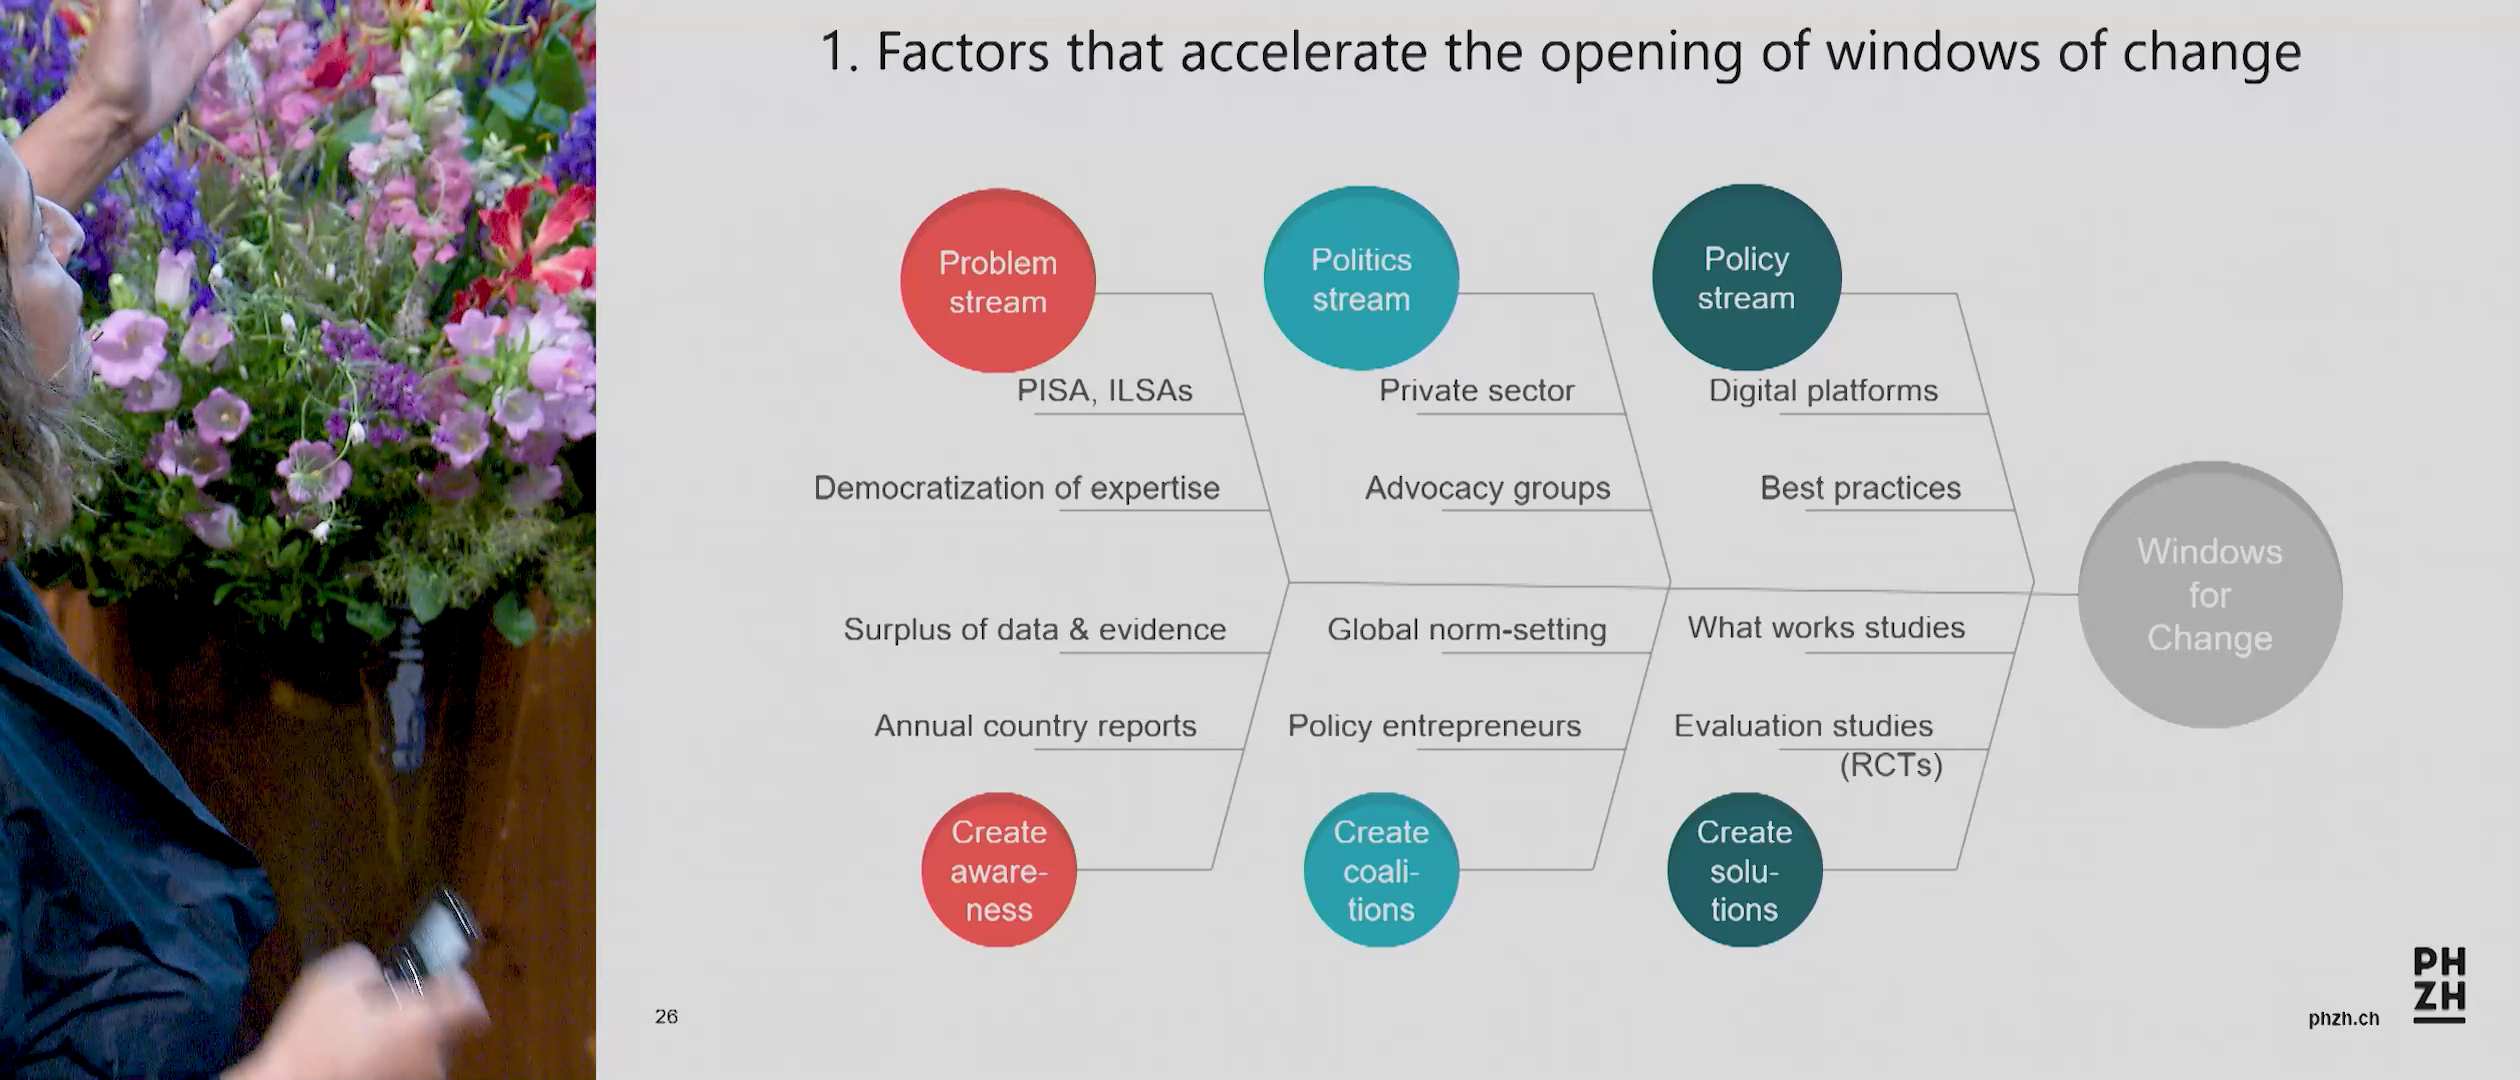 1. Factors that accelerate the opening of windows of change
Problem
stream
Politics
stream
Policy
stream
PISA, ILSAs
Private sector
Digital platforms
Democratization of expertise
Advocacy groups
Best practices
Windows
for
Change
Surplus of data & evidence
Global norm-setting
What works studies
Annual country reports
Policy entrepreneurs
Evaluation studies
(RCTs)
Create
aware-
ness
Create
coali-
tions
Create
solu-
tions
26
phzh.ch
PH
ZH